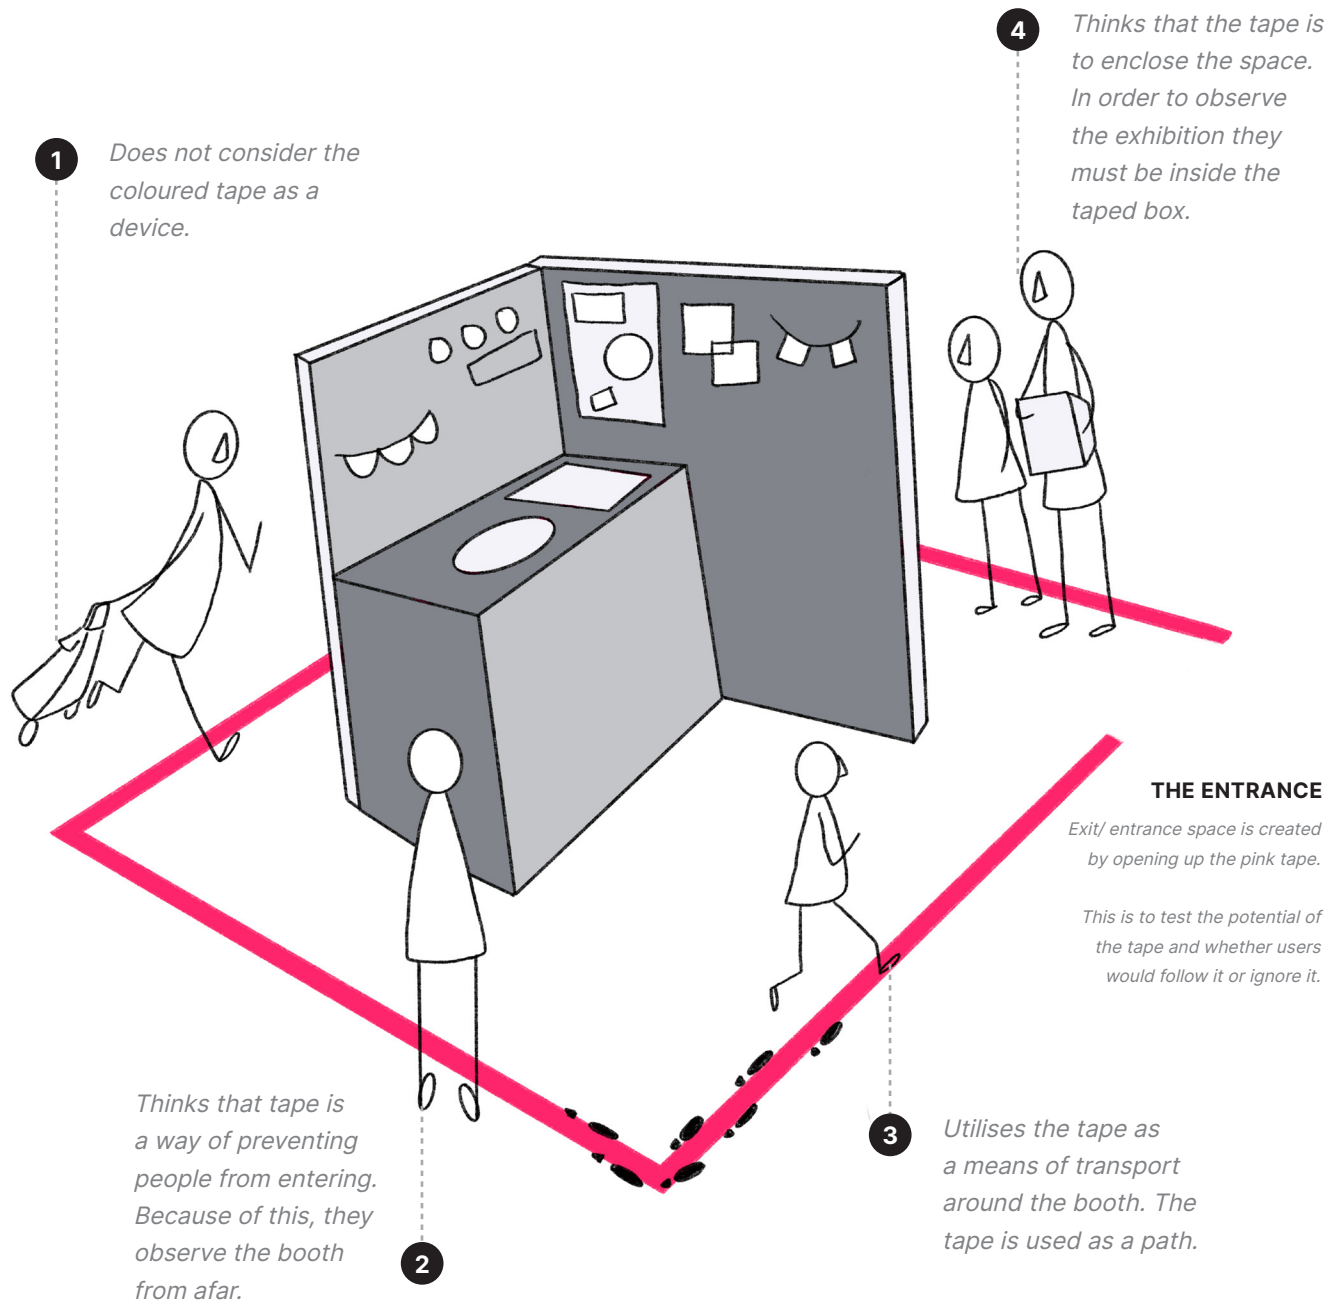 1
Does not consider the
coloured tape as a
device.
4
Thinks that the tape is
to enclose the space.
In order to observe
the exhibition they
must be inside the
taped box.
THE ENTRANCE
Exit/ entrance space is created
by opening up the pink tape.
This is to test the potential of
the tape and whether users
would follow it or ignore it.
Thinks that tape is
a way of preventing
people from entering.
Because of this, they
observe the booth
from afar.
2
3
Utilises the tape as
a means of transport
around the booth. The
tape is used as a path.